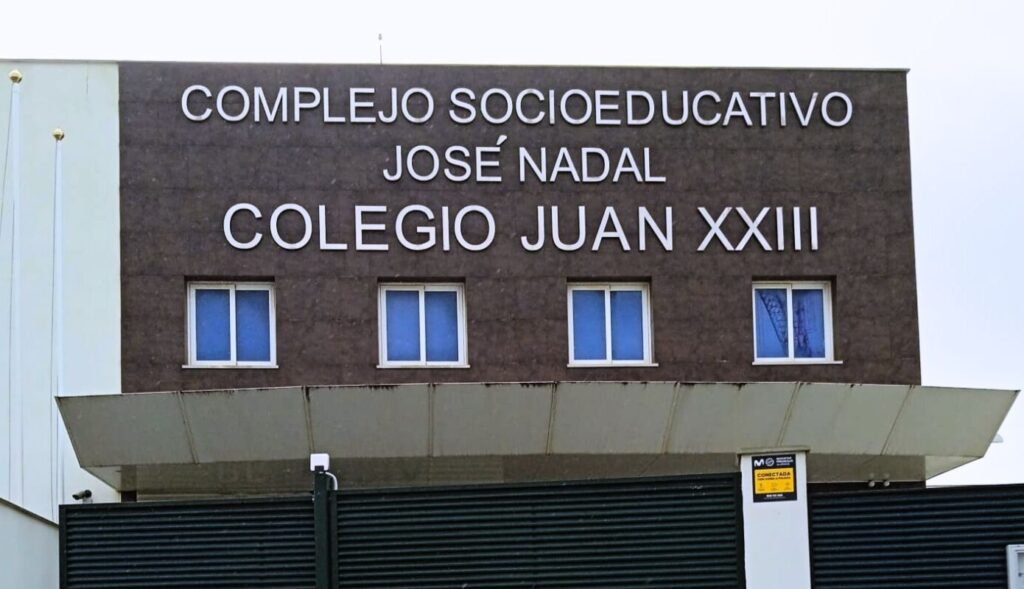 COMPLEJO SOCIOEDUCATIVO
JOSÉ NADAL
COLEGIO JUAN XXIII
CONECTADA